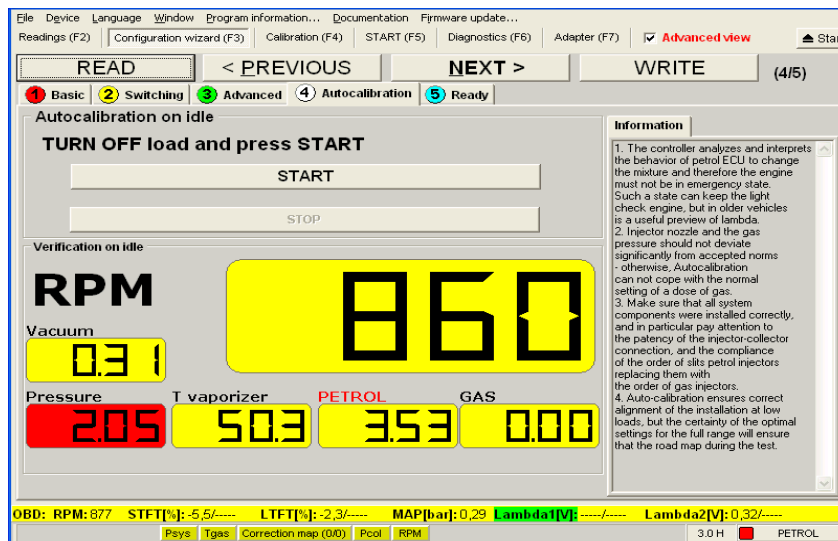 File Device Language Window Program information... Documentation Firmware update...
Readings (F2) Configuration wizard (F3) Calibration (F4) START (F5) Diagnostics (F6) Adapter (F7) Advanced view
READ < PREVIOUS NEXT > WRITE (4/5)
1 Basic 2 Switching 3 Advanced 4 Autocalibration 5 Ready
Autocalibration on idle
TURN OFF load and press START
START
STOP
Verification on idle
RPM
860
Vacuum
0.31
Pressure T vaporizer PETROL GAS
2.05 50.3 3.53 0.00
Information
1. The controller analyzes and interprets
the behavior of petrol ECU to change
the mixture and therefore the engine
must not be in emergency state.
Such a state can keep the light
check engine, but in older vehicles
is a useful preview of lambda.
2. Injector nozzle and the gas
pressure should not deviate
significantly from accepted norms
- otherwise, Autocalibration
can not cope with the normal
setting of a dose of gas.
3. Make sure that all system
components were installed correctly,
and in particular pay attention to
the patency of the injector-collector
connection, and the compliance
of the order of slits petrol injectors
replacing them with
the order of gas injectors.
4. Auto-calibration ensures correct
alignment of the installation at low
loads, but the certainty of the optimal
settings for the full range will ensure
that the road map during the test.
OBD: RPM: 877 STFT[%]: -5,5/----- LTFT[%]: -2,3/----- MAP[bar]: 0,29 Lambda1[V]: -----/----- Lambda2[V]: 0,32/-----
Psys Tgas Correction map (0/0) Pcol RPM 3.0 H PETROL